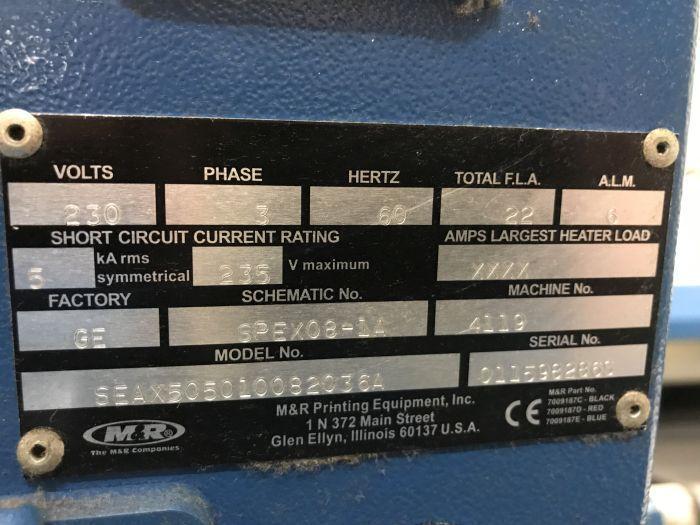 VOLTS PHASE HERTZ TOTAL F.L.A. A.L.M.
230 3 60 22 6
SHORT CIRCUIT CURRENT RATING AMPS LARGEST HEATER LOAD
5 kA rms symmetrical 235 V maximum XXXX
FACTORY SCHEMATIC No. MACHINE No.
GE SPEX08-1A 4119
MODEL No. SERIAL No.
SEAX505010082036A
M&R®
The M&R Companies
M&R Printing Equipment, Inc.
1 N 372 Main Street
Glen Ellyn, Illinois 60137 U.S.A.
CE
M&R Part No.
7009187C - BLACK
7009187D - RED
7009187E - BLUE